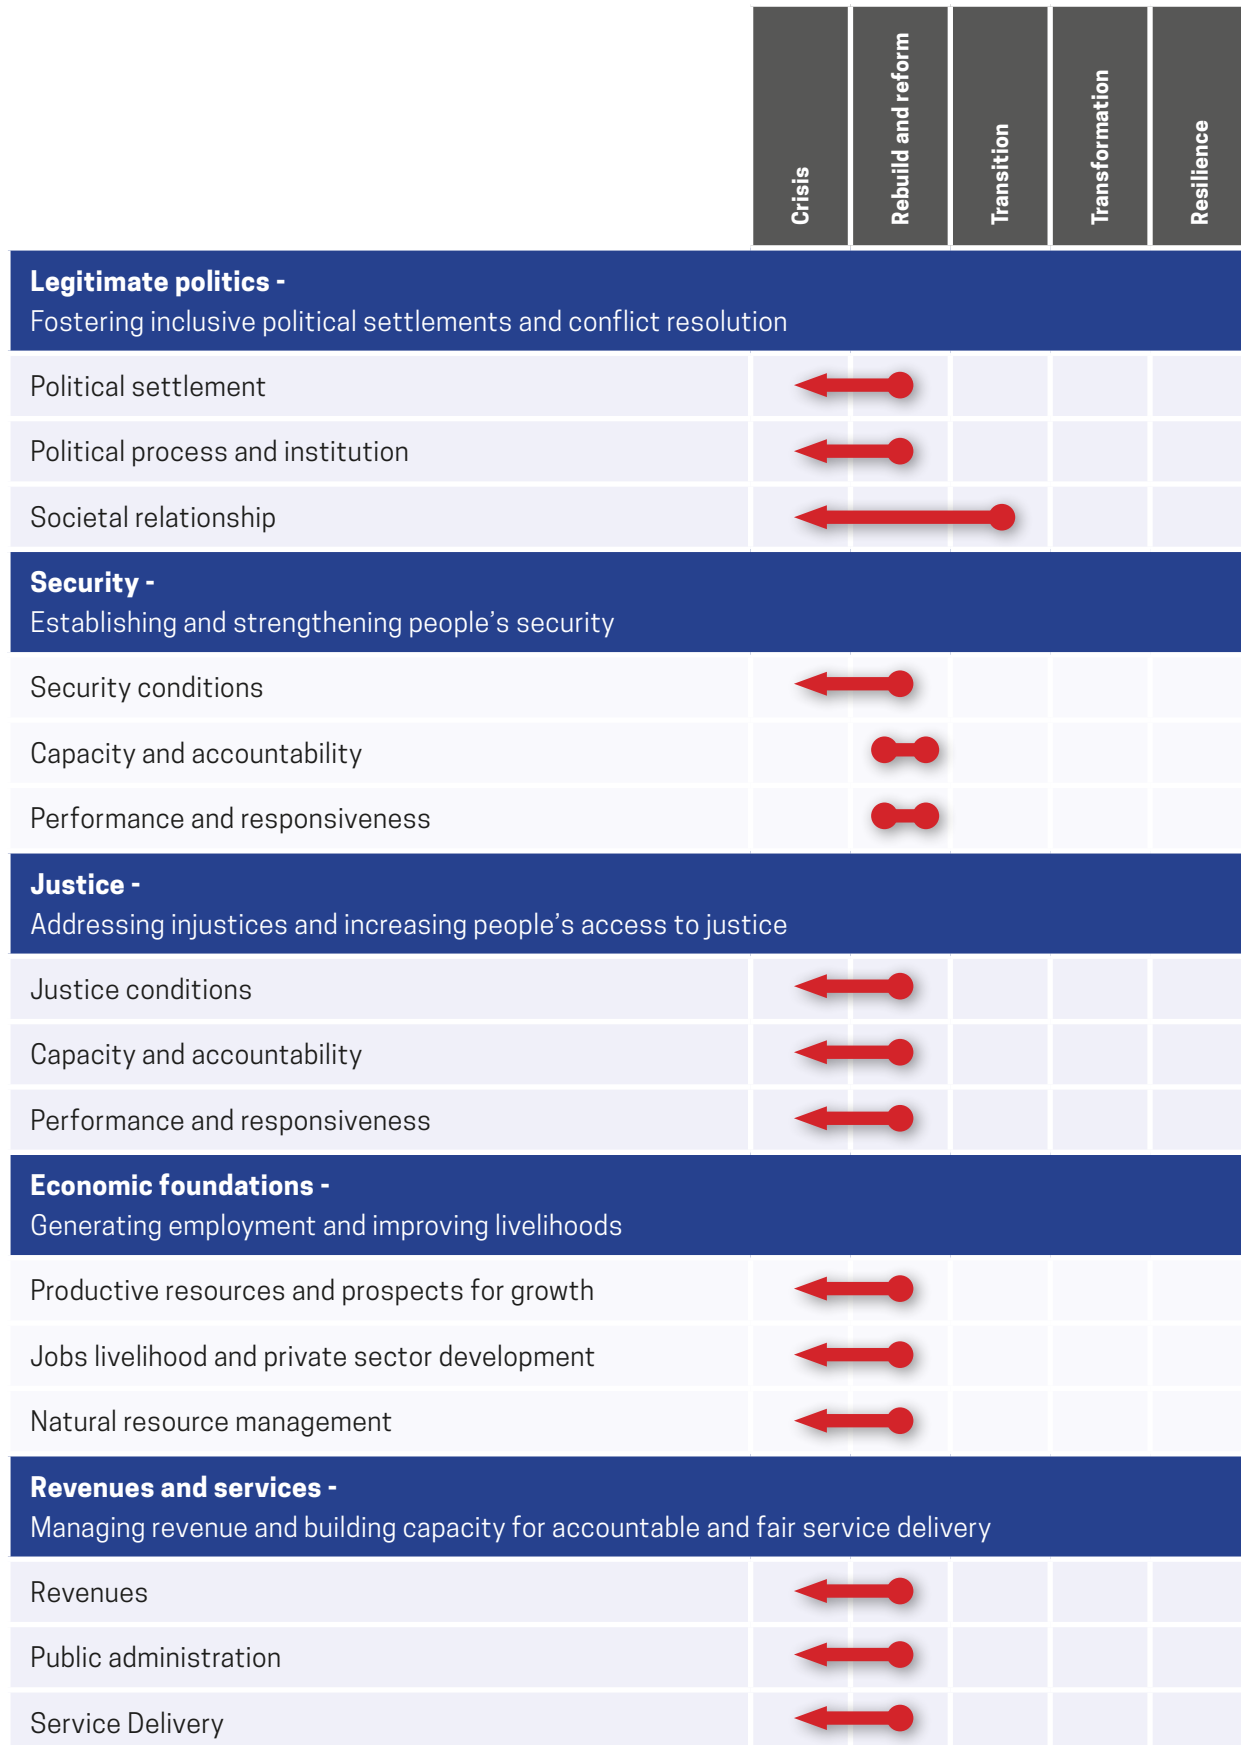 Crisis
Rebuild and reform
Transition
Transformation
Resilience
Legitimate politics -
Fostering inclusive political settlements and conflict resolution
Political settlement
Political process and institution
Societal relationship
Security -
Establishing and strengthening people’s security
Security conditions
Capacity and accountability
Performance and responsiveness
Justice -
Addressing injustices and increasing people’s access to justice
Justice conditions
Capacity and accountability
Performance and responsiveness
Economic foundations -
Generating employment and improving livelihoods
Productive resources and prospects for growth
Jobs livelihood and private sector development
Natural resource management
Revenues and services -
Managing revenue and building capacity for accountable and fair service delivery
Revenues
Public administration
Service Delivery